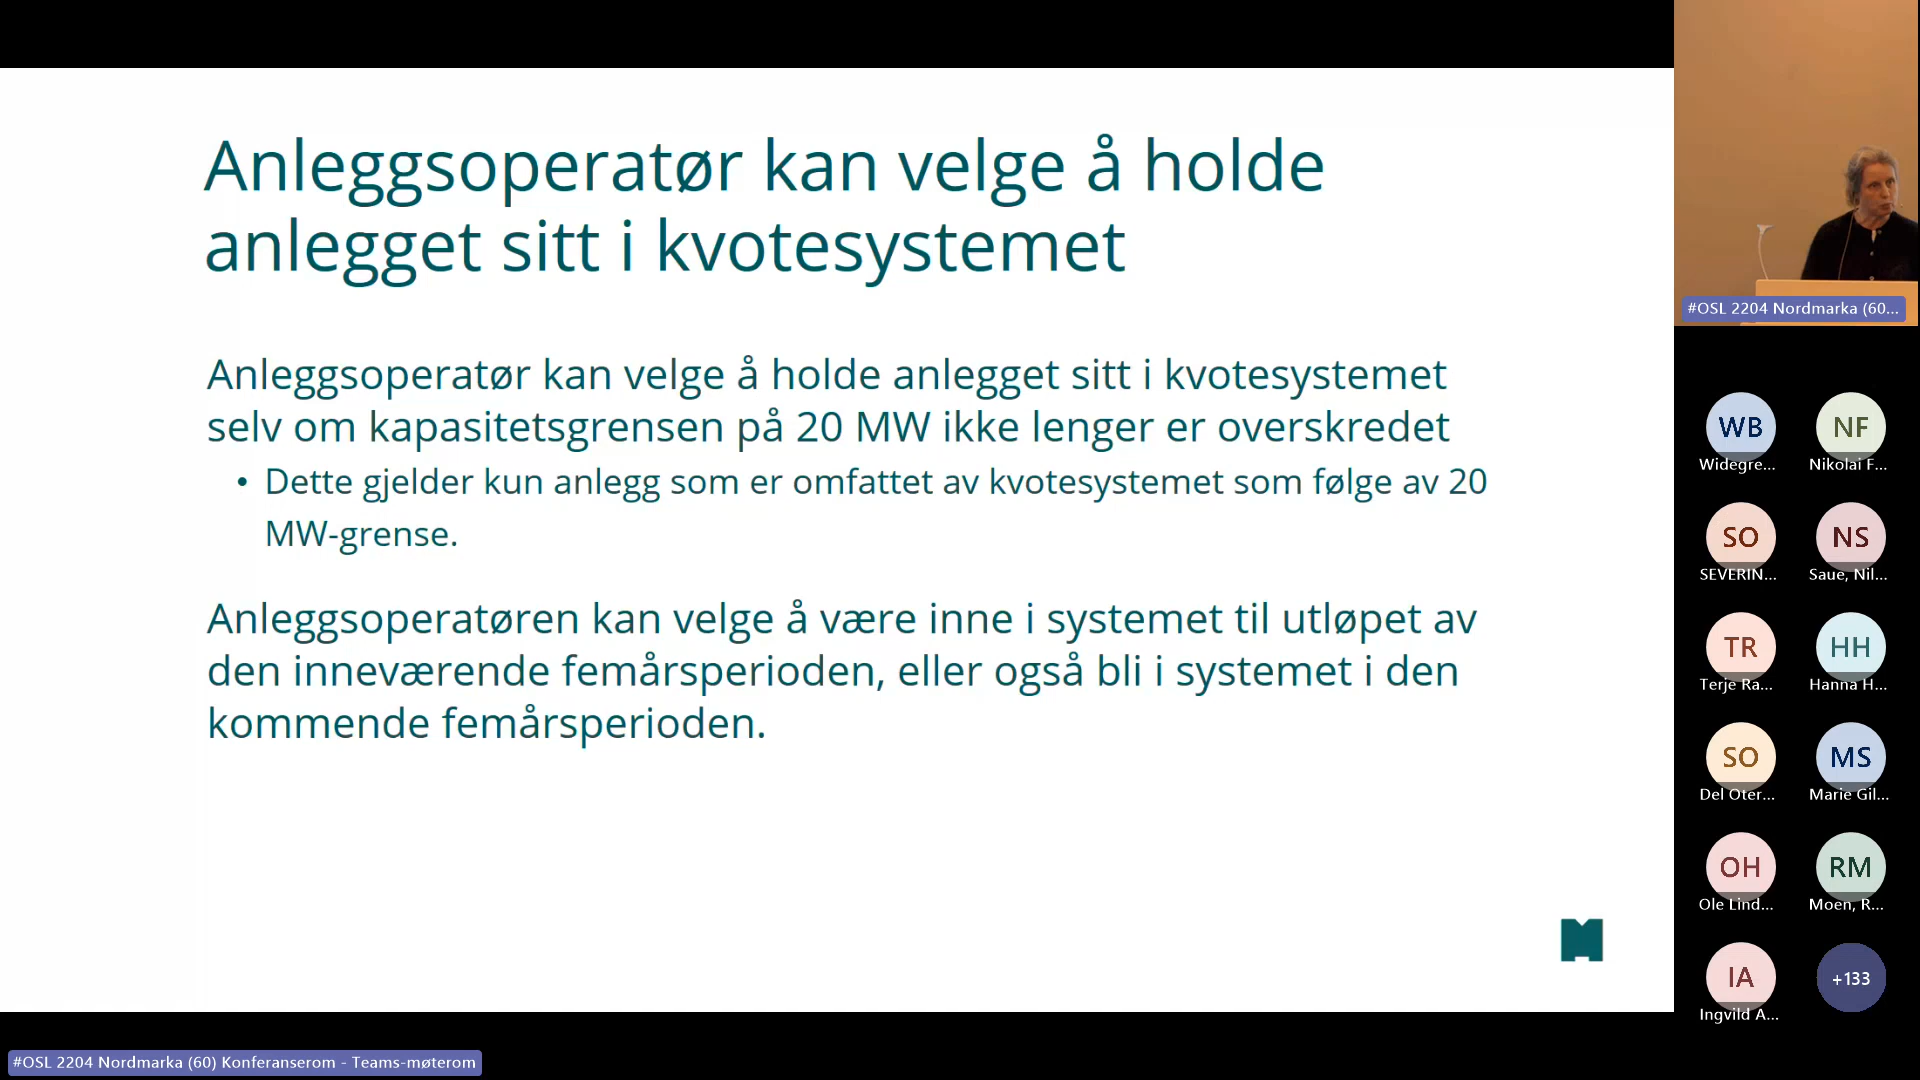 Anleggsoperatør kan velge å holde
anlegget sitt i kvotesystemet
Anleggsoperatør kan velge å holde anlegget sitt i kvotesystemet
selv om kapasitetsgrensen på 20 MW ikke lenger er overskredet
• Dette gjelder kun anlegg som er omfattet av kvotesystemet som følge av 20
MW-grense.
Anleggsoperatøren kan velge å være inne i systemet til utløpet av
den inneværende femårsperioden, eller også bli i systemet i den
kommende femårsperioden.
#OSL 2204 Nordmarka (60...
WB NF
Widegre... Nikolai F...
SO NS
SEVERIN... Saue, Nil...
TR HH
Terje Ra... Hanna H...
SO MS
Del Oter... Marie Gil...
OH RM
Ole Lind... Moen, R...
IA +133
Ingvild A...
#OSL 2204 Nordmarka (60) Konferanserom - Teams-møterom